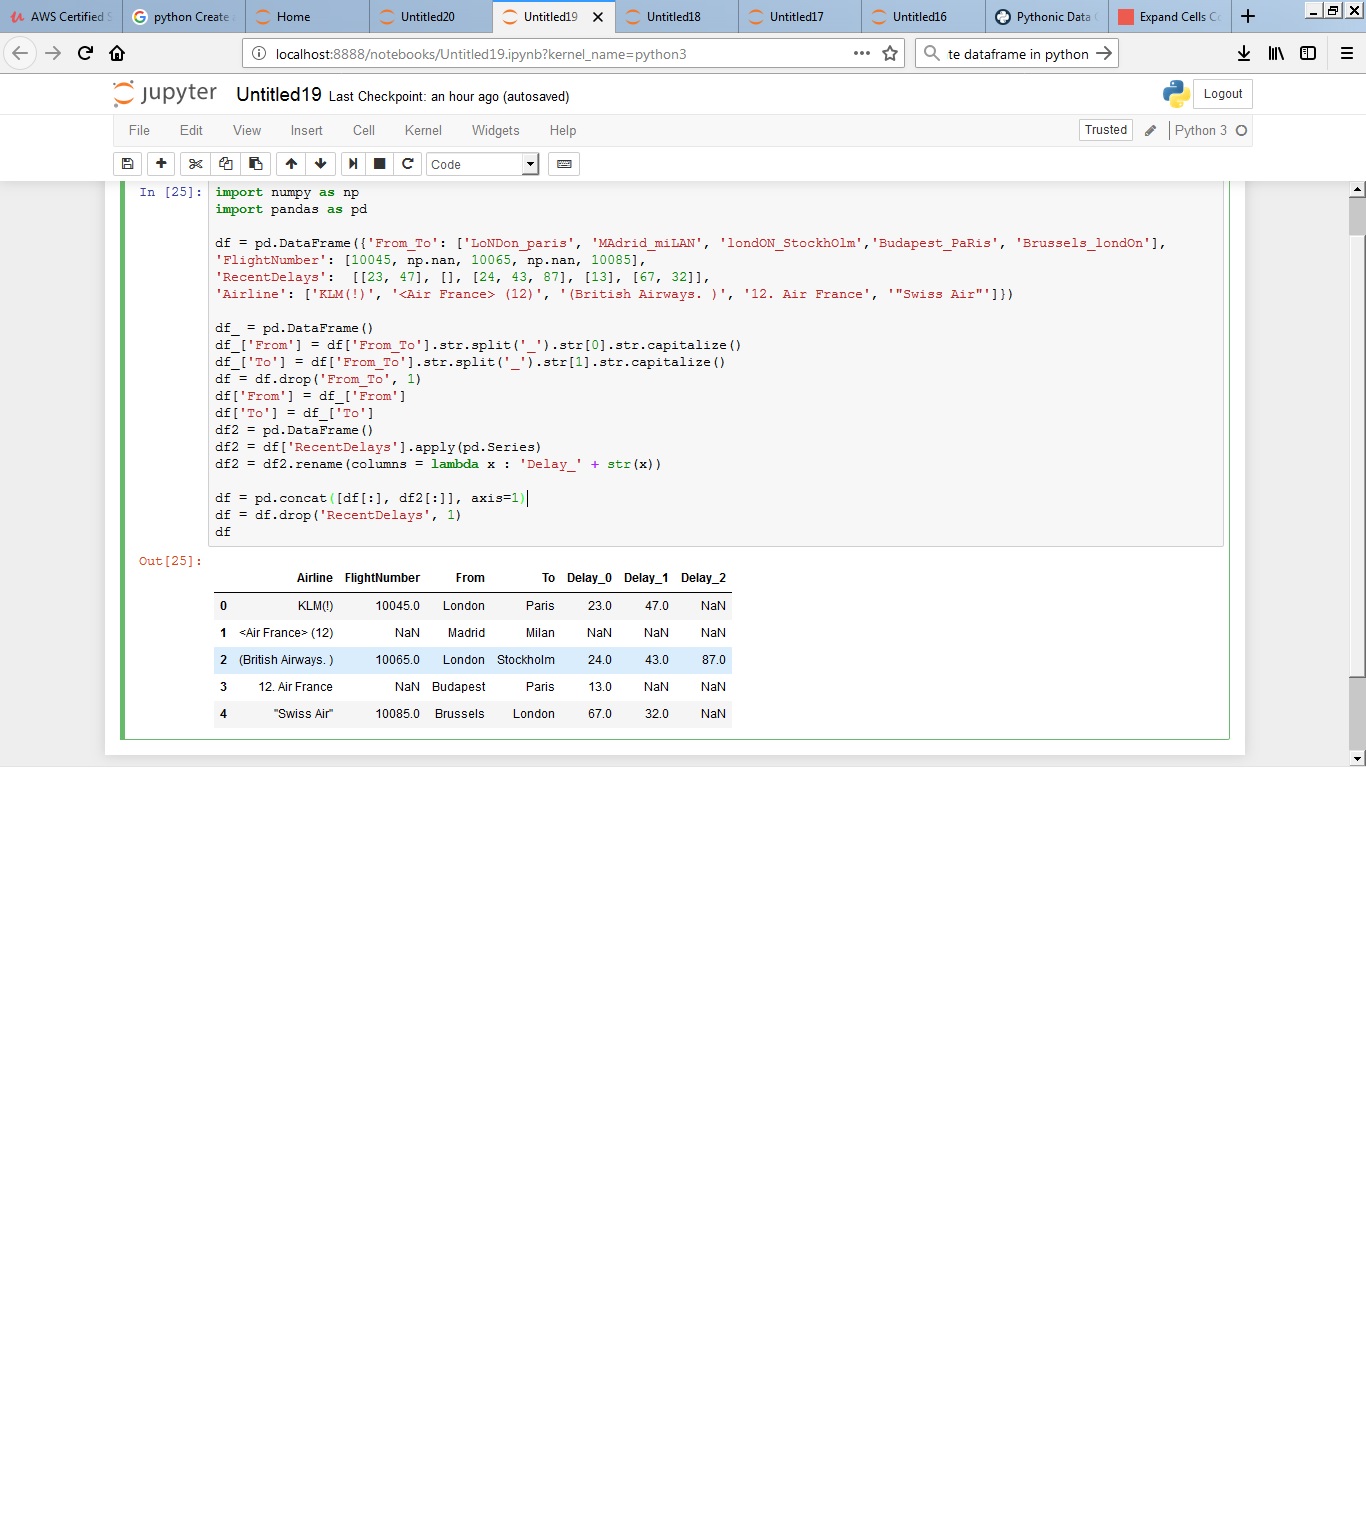 AWS Certified S
python Create
Home
Untitled20
Untitled19
Untitled18
Untitled17
Untitled16
Pythonic Data C
Expand Cells Co
localhost:8888/notebooks/Untitled19.ipynb?kernel_name=python3
te dataframe in python
jupyter Untitled19 Last Checkpoint: an hour ago (autosaved)
Logout
File Edit View Insert Cell Kernel Widgets Help
Trusted
Python 3
Code
In [25]: import numpy as np
import pandas as pd
df = pd.DataFrame({'From_To': ['LoNDon_paris', 'MAdrid_miLAN', 'londON_StockhOlm','Budapest_PaRis', 'Brussels_londOn'],
'FlightNumber': [10045, np.nan, 10065, np.nan, 10085],
'RecentDelays':  [[23, 47], [], [24, 43, 87], [13], [67, 32]],
'Airline': ['KLM(!)', '<Air France> (12)', '(British Airways. )', '12. Air France', '"Swiss Air"']})
df_ = pd.DataFrame()
df_['From'] = df['From_To'].str.split('_').str[0].str.capitalize()
df_['To'] = df['From_To'].str.split('_').str[1].str.capitalize()
df = df.drop('From_To', 1)
df['From'] = df_['From']
df['To'] = df_['To']
df2 = pd.DataFrame()
df2 = df['RecentDelays'].apply(pd.Series)
df2 = df2.rename(columns = lambda x : 'Delay_' + str(x))
df = pd.concat([df[:], df2[:]], axis=1)
df = df.drop('RecentDelays', 1)
df
Out[25]:
Airline FlightNumber From To Delay_0 Delay_1 Delay_2
0 KLM(!) 10045.0 London Paris 23.0 47.0 NaN
1 <Air France> (12) NaN Madrid Milan NaN NaN NaN
2 (British Airways. ) 10065.0 London Stockholm 24.0 43.0 87.0
3 12. Air France NaN Budapest Paris 13.0 NaN NaN
4 "Swiss Air" 10085.0 Brussels London 67.0 32.0 NaN